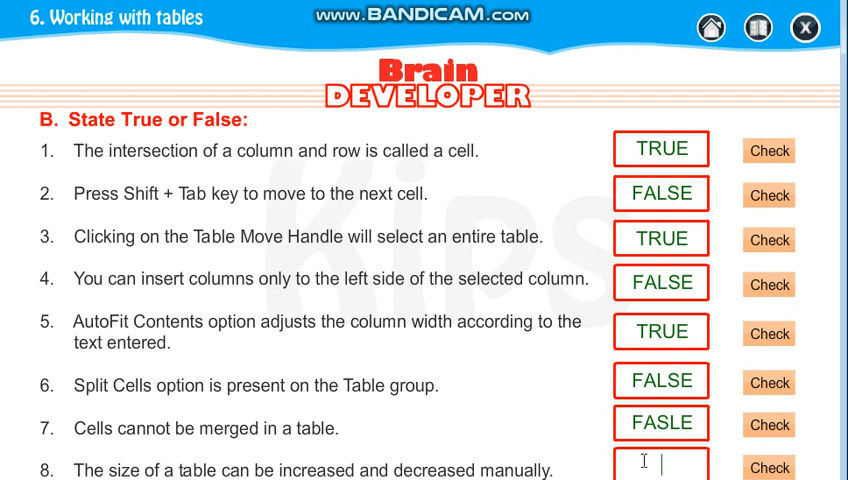 6. Working with tables
www.BANDICAM.com
X
Brain
DEVELOPER
B. State True or False:
1. The intersection of a column and row is called a cell. TRUE Check
2. Press Shift + Tab key to move to the next cell. FALSE Check
3. Clicking on the Table Move Handle will select an entire table. TRUE Check
4. You can insert columns only to the left side of the selected column. FALSE Check
5. AutoFit Contents option adjusts the column width according to the
text entered. TRUE Check
6. Split Cells option is present on the Table group. FALSE Check
7. Cells cannot be merged in a table. FASLE Check
8. The size of a table can be increased and decreased manually. Check
Kips